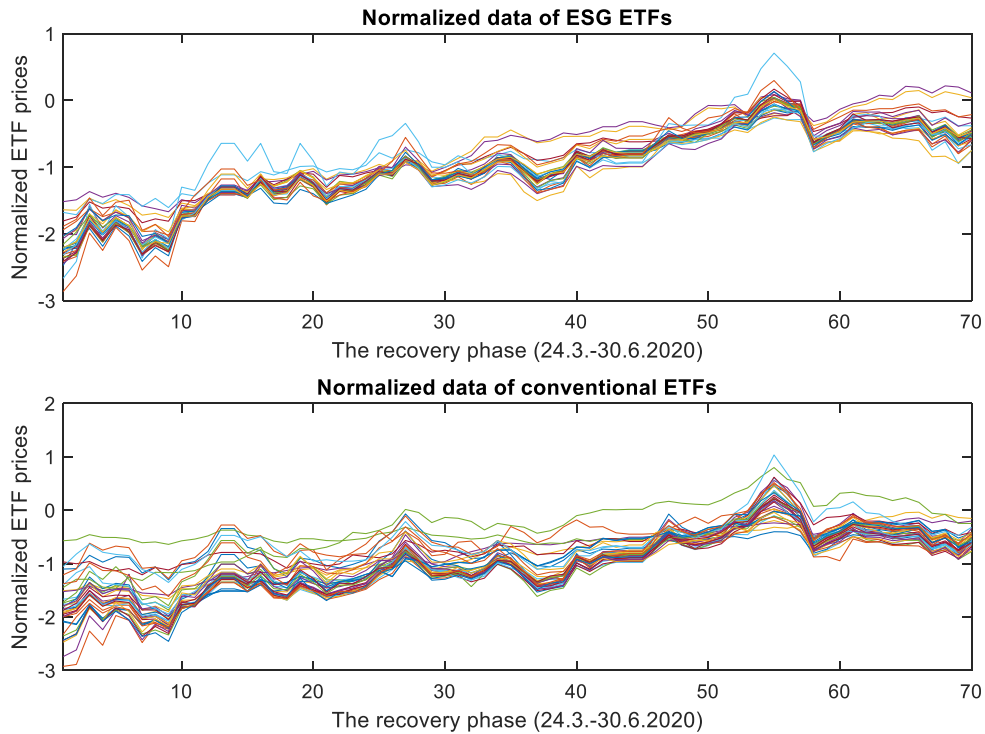 Normalized data of ESG ETFs
Normalized ETF prices
1
0
-1
-2
-3
10 20 30 40 50 60 70
The recovery phase (24.3.-30.6.2020)
Normalized data of conventional ETFs
Normalized ETF prices
2
1
0
-1
-2
-3
10 20 30 40 50 60 70
The recovery phase (24.3.-30.6.2020)